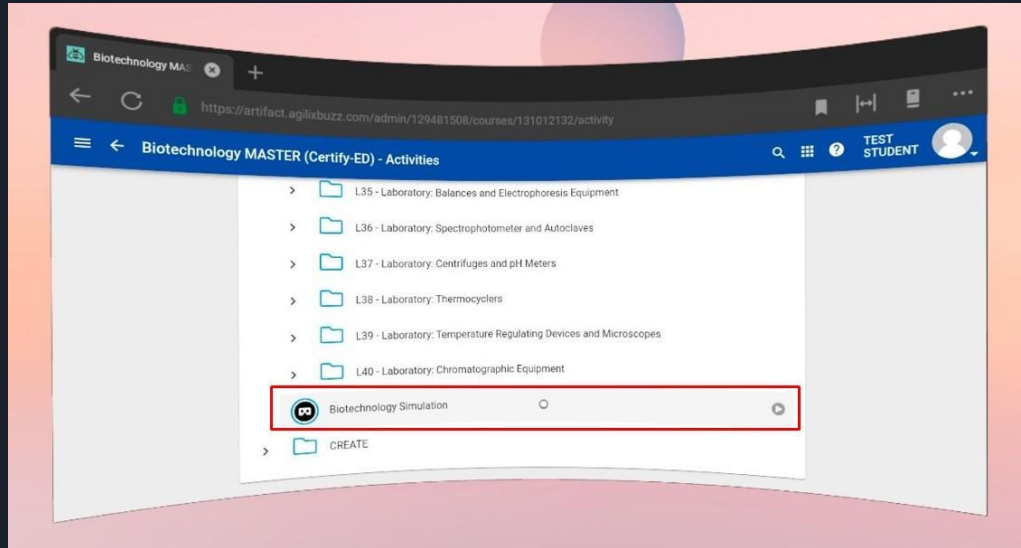 Biotechnology MAS
https://artifact.agilixbuzz.com/admin/129481508/courses/131012132/activity
Biotechnology MASTER (Certify-ED) - Activities
TEST
STUDENT
L35 - Laboratory: Balances and Electrophoresis Equipment
L36 - Laboratory: Spectrophotometer and Autoclaves
L37 - Laboratory: Centrifuges and pH Meters
L38 - Laboratory: Thermocyclers
L39 - Laboratory: Temperature Regulating Devices and Microscopes
L40 - Laboratory: Chromatographic Equipment
Biotechnology Simulation
CREATE